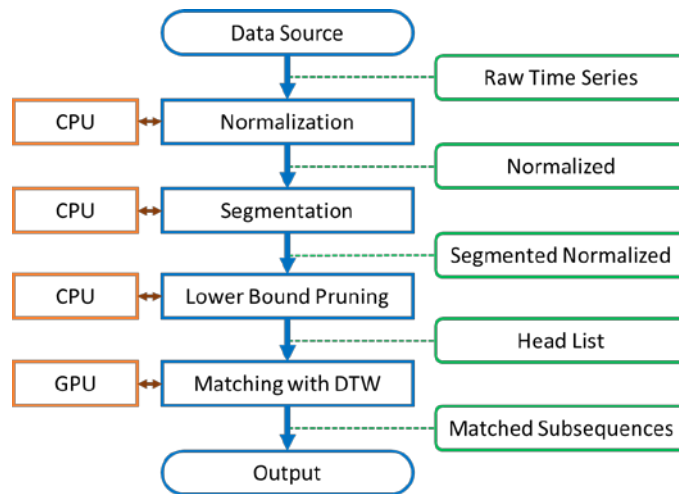 Data Source
Raw Time Series
CPU
Normalization
Normalized
CPU
Segmentation
Segmented Normalized
CPU
Lower Bound Pruning
Head List
GPU
Matching with DTW
Matched Subsequences
Output